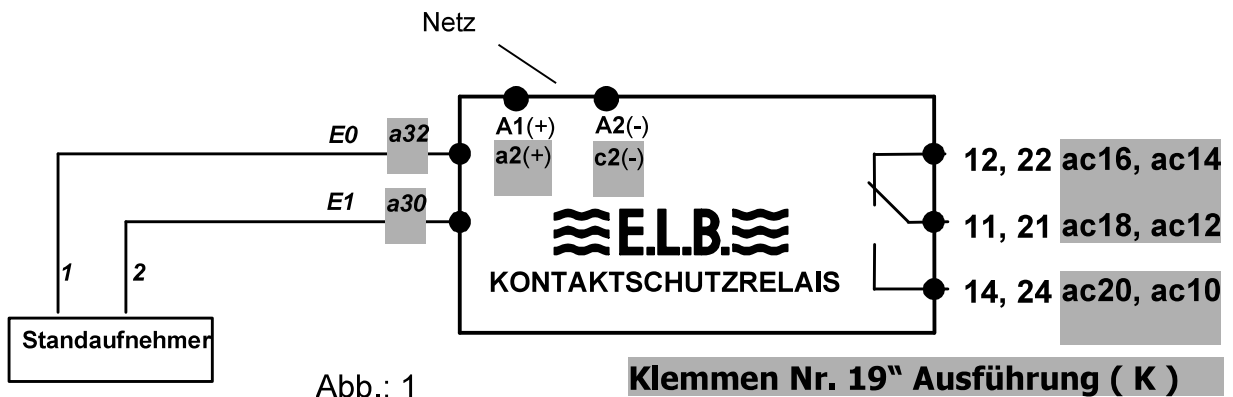 Netz
E0 a32 A1(+) A2(-)
a2(+) c2(-)
12, 22 ac16, ac14
E1 a30
E.L.B.
11, 21 ac18, ac12
1 2
KONTAKTSCHUTZRELAIS
14, 24 ac20, ac10
Standaufnehmer
Abb.: 1
Klemmen Nr. 19“ Ausführung ( K )